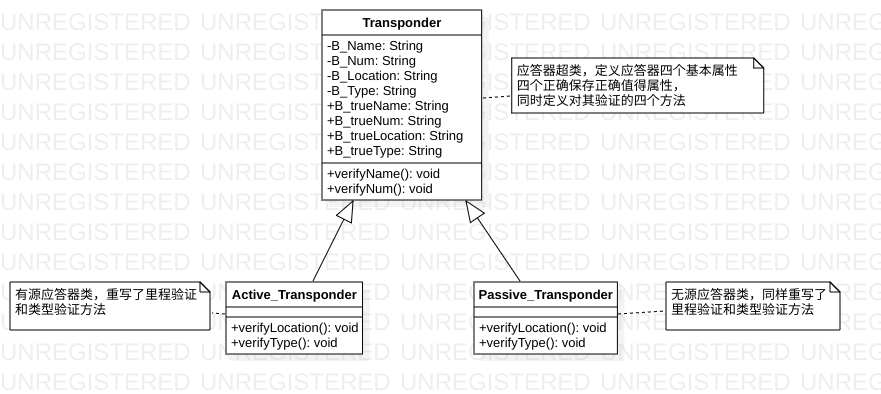 Transponder
-B_Name: String
-B_Num: String
-B_Location: String
-B_Type: String
+B_trueName: String
+B_trueNum: String
+B_trueLocation: String
+B_trueType: String
+verifyName(): void
+verifyNum(): void
应答器超类，定义应答器四个基本属性
四个正确保存正确值得属性，
同时定义对其验证的四个方法
有源应答器类，重写了里程验证
和类型验证方法
Active_Transponder
+verifyLocation(): void
+verifyType(): void
Passive_Transponder
+verifyLocation(): void
+verifyType(): void
无源应答器类，同样重写了
里程验证和类型验证方法
UNREGISTERED UNREGISTERED UNREGISTERED UNREGISTERED UNREGISTERED